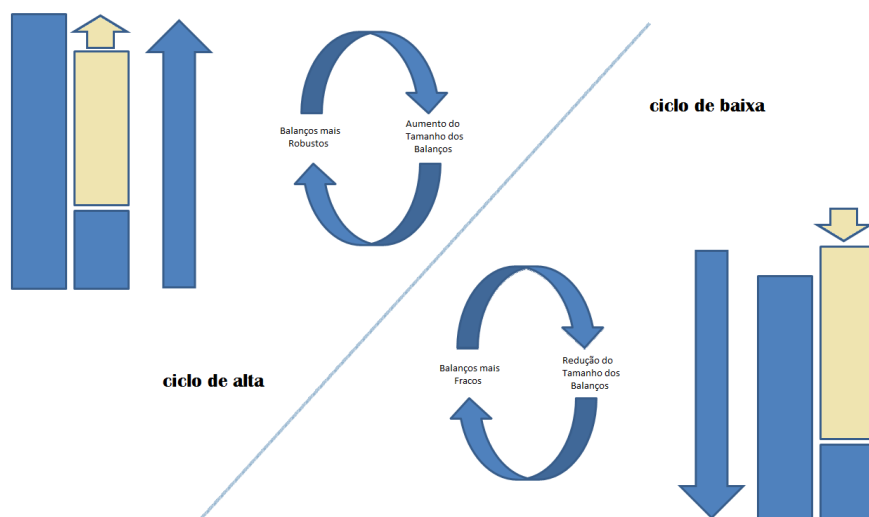 ciclo de baixa
Balanços mais
Robustos
Aumento do
Tamanho dos
Balanços
ciclo de alta
Balanços mais
Fracos
Redução do
Tamanho dos
Balanços